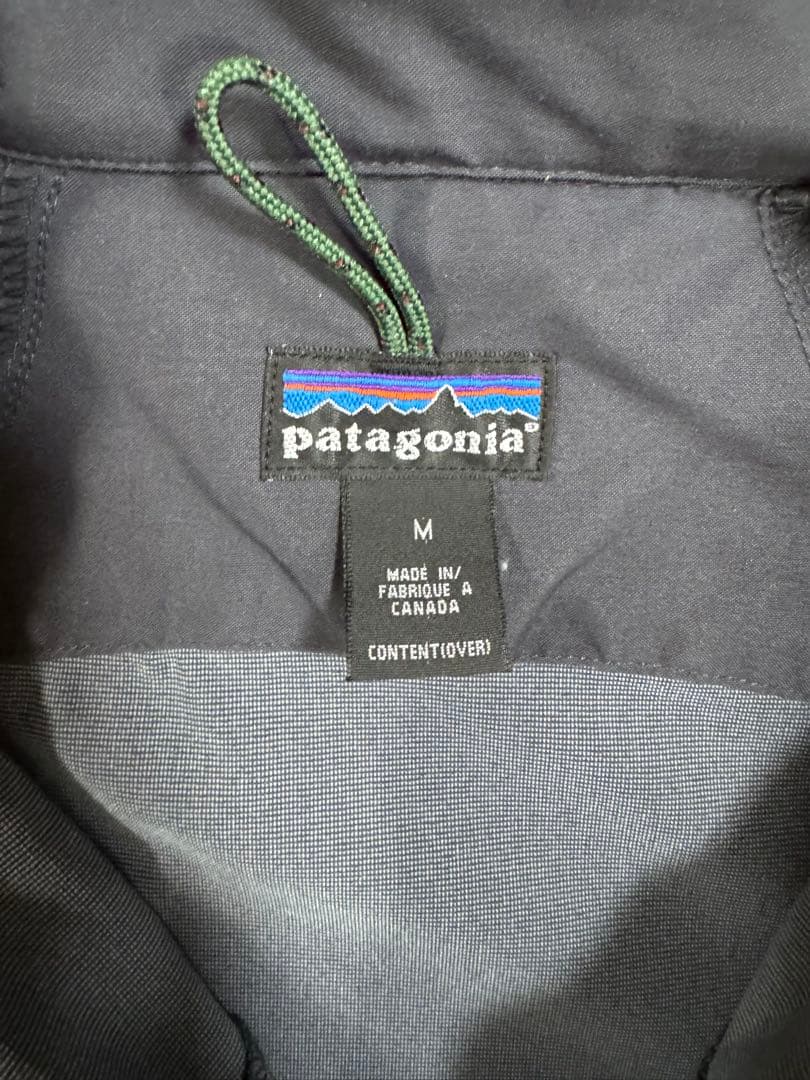 patagonia®
M
MADE IN/
FABRIQUE A
CANADA
CONTENT(OVER)